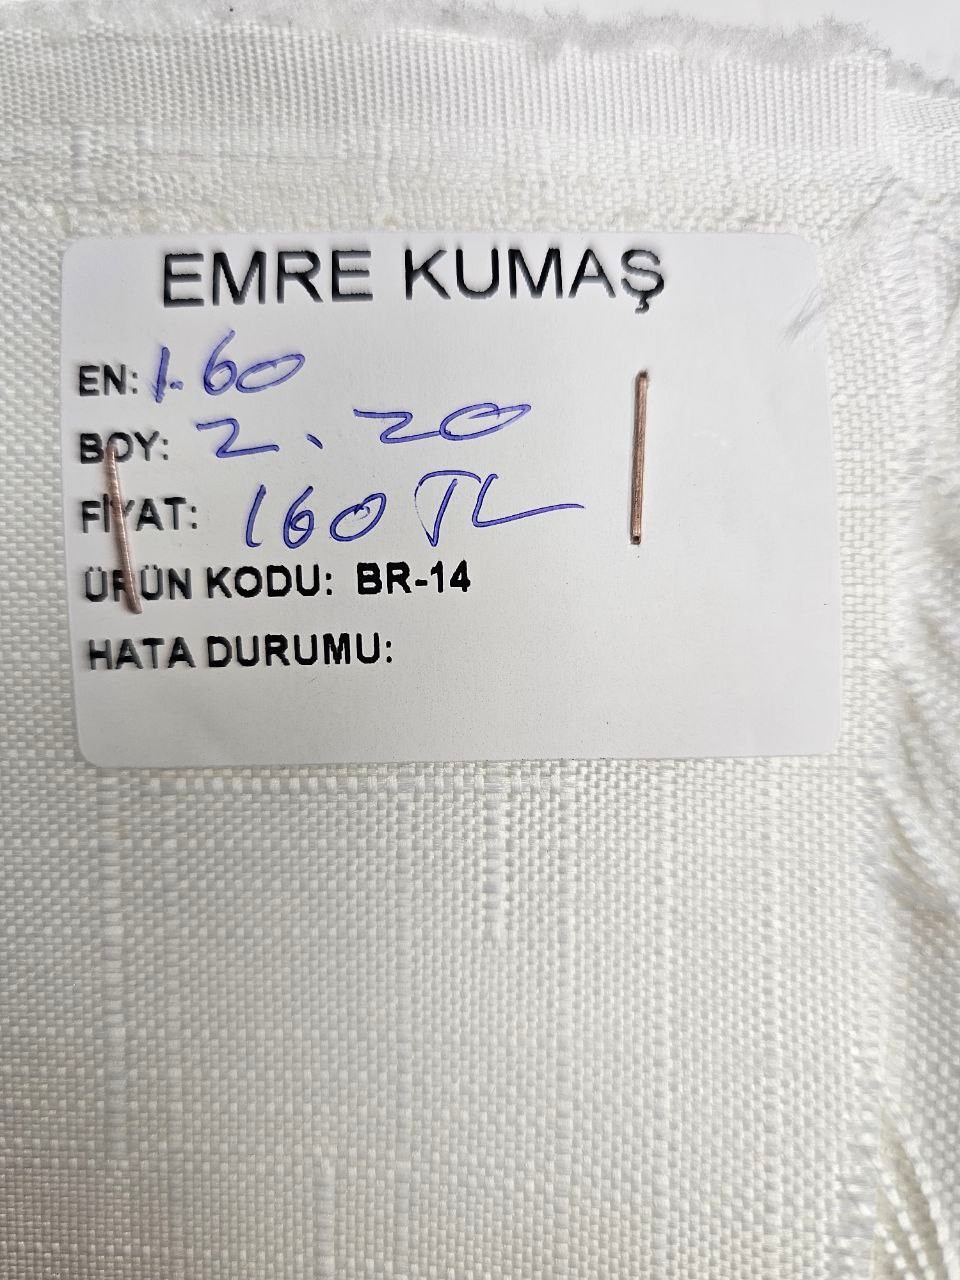 EMRE KUMAŞ
EN: 1.60
BOY: 2.20
FİYAT: 160 TL
ÜRÜN KODU: BR-14
HATA DURUMU: